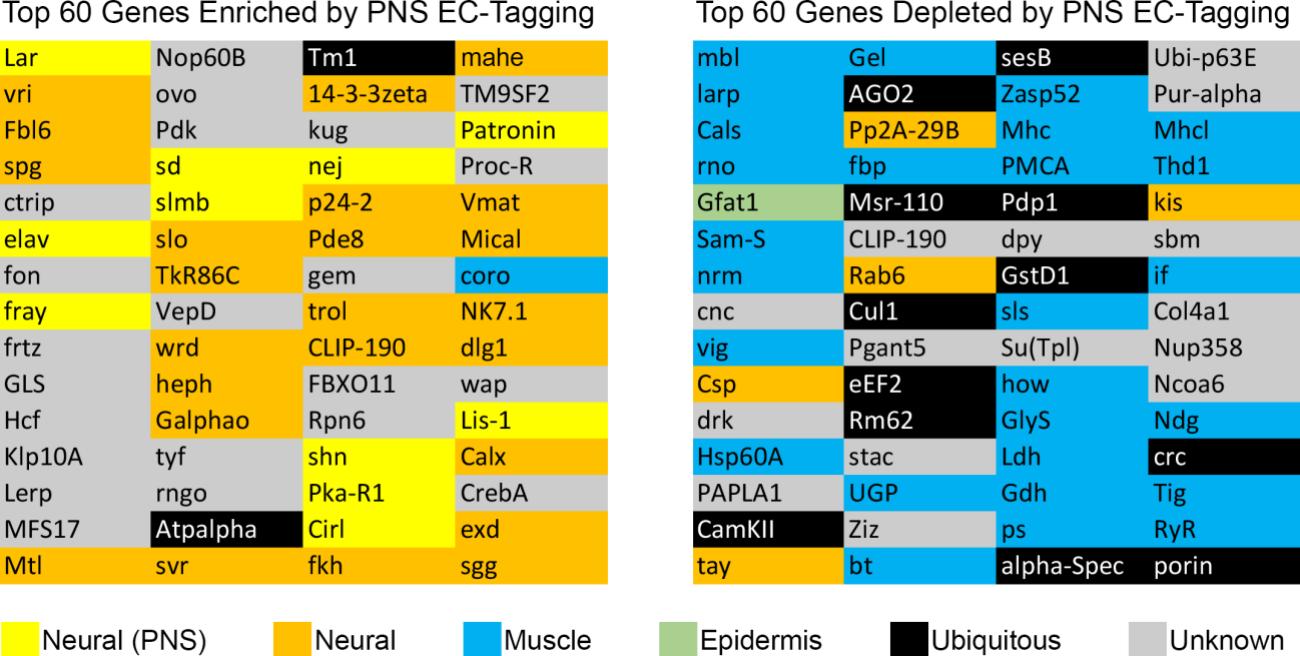 Top 60 Genes Enriched by PNS EC-Tagging
Lar Nop60B Tm1 mahe
vri ovo 14-3-3zeta TM9SF2
Fbl6 Pdk kug Patronin
spg sd nej Proc-R
ctrip slmb p24-2 Vmat
elav slo Pde8 Mical
fon TkR86C gem coro
fray VepD trol NK7.1
frtz wrd CLIP-190 dlg1
GLS heph FBXO11 wap
Hcf Galphao Rpn6 Lis-1
Klp10A tyf shn Calx
Lerp rngo Pka-R1 CrebA
MFS17 Atpalpha Cirl exd
Mtl svr fkh sgg
Top 60 Genes Depleted by PNS EC-Tagging
mbl Gel sesB Ubi-p63E
larp AGO2 Zasp52 Pur-alpha
Cals Pp2A-29B Mhc Mhcl
rno fbp PMCA Thd1
Gfat1 Msr-110 Pdp1 kis
Sam-S CLIP-190 dpy sbm
nrm Rab6 GstD1 if
cnc Cul1 sls Col4a1
vig Pgant5 Su(Tpl) Nup358
Csp eEF2 how Ncoa6
drk Rm62 GlyS Ndg
Hsp60A stac Ldh crc
PAPLA1 UGP Gdh Tig
CamKII Ziz ps RyR
tay bt alpha-Spec porin
Neural (PNS) Neural Muscle Epidermis Ubiquitous Unknown